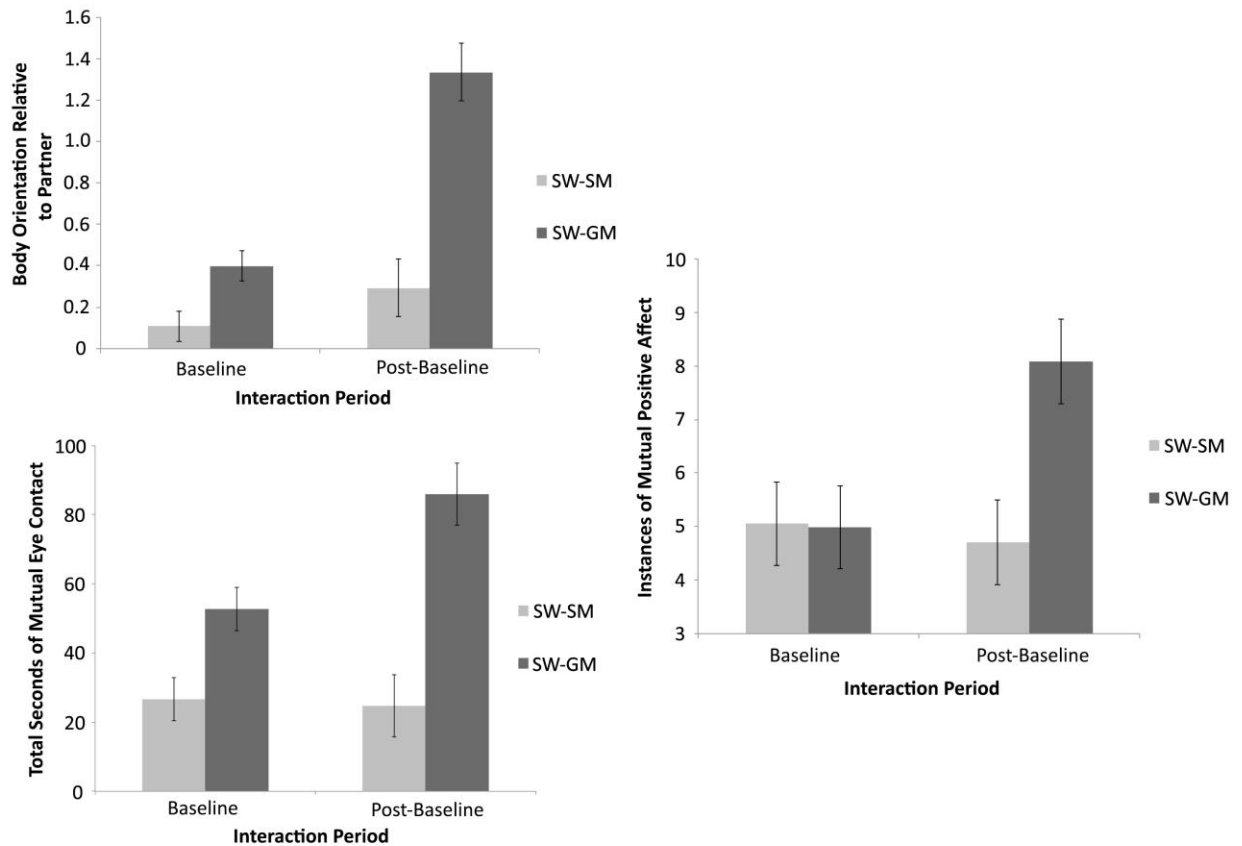 Body Orientation Relative
to Partner
1.6
1.4
1.2
1.0
0.8
0.6
0.4
0.2
0
Baseline
Post-Baseline
Interaction Period
SW-SM
SW-GM
Total Seconds of Mutual Eye Contact
100
80
60
40
20
0
Baseline
Post-Baseline
Interaction Period
SW-SM
SW-GM
Instances of Mutual Positive Affect
10
9
8
7
6
5
4
3
Baseline
Post-Baseline
Interaction Period
SW-SM
SW-GM